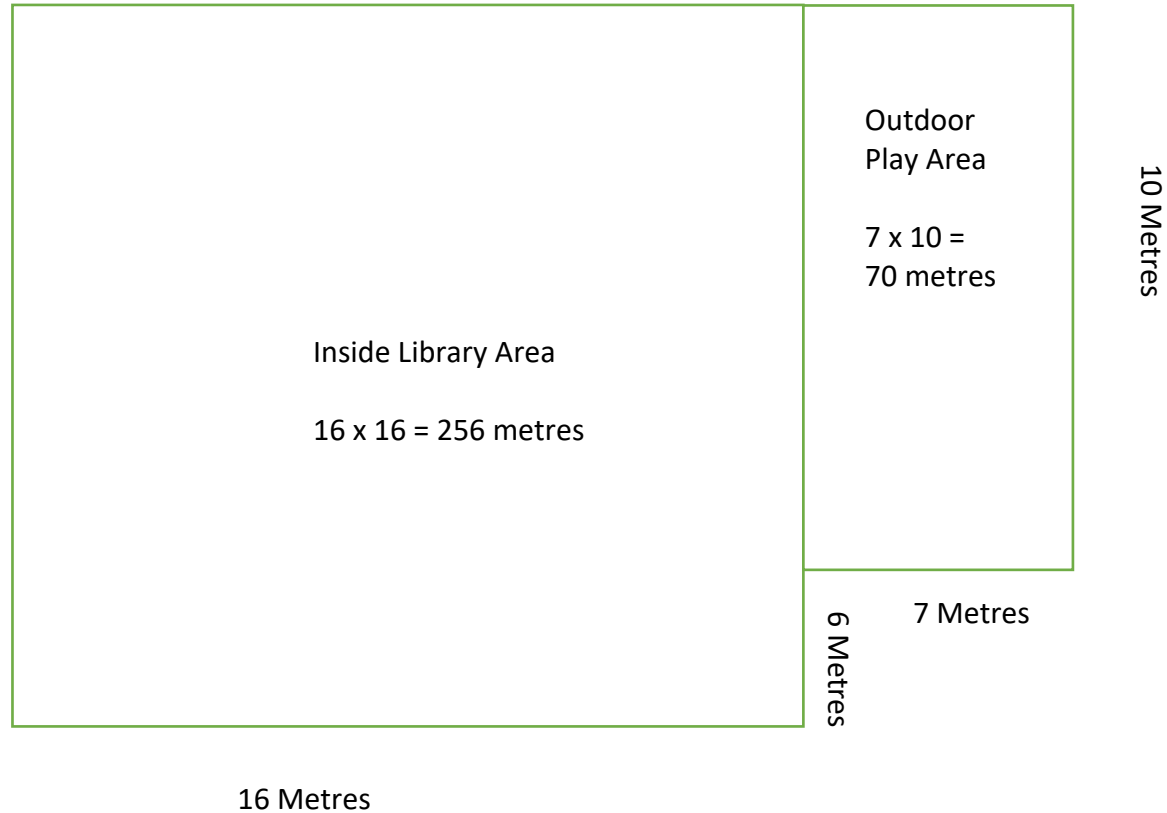 Outdoor
Play Area
7 x 10 =
70 metres
10 Metres
Inside Library Area
16 x 16 = 256 metres
7 Metres
6 Metres
16 Metres